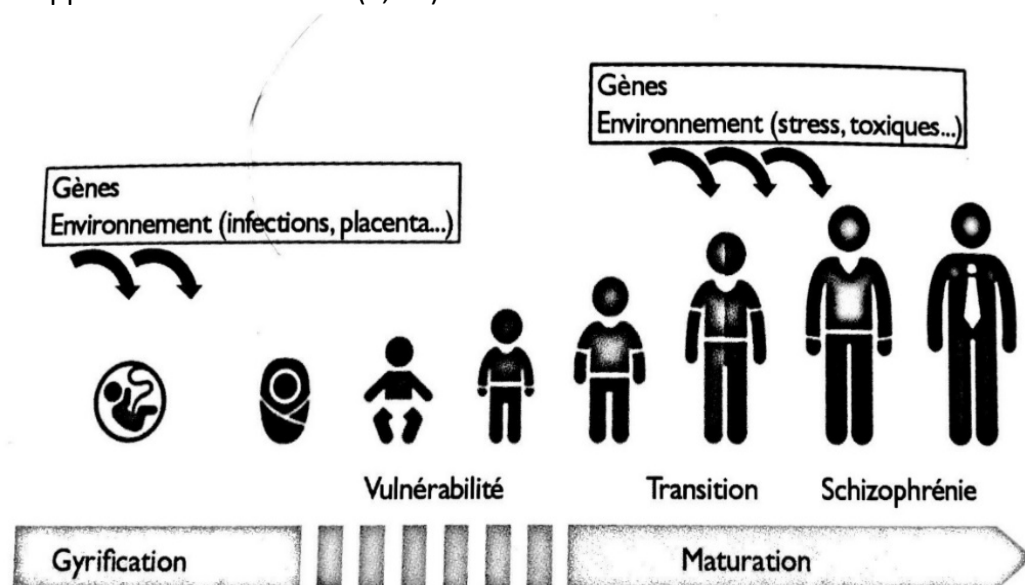 Gènes
Environnement (stress, toxiques...)
Gènes
Environnement (infections, placenta...)
Vulnérabilité
Transition
Schizophrénie
Gyrification
Maturation